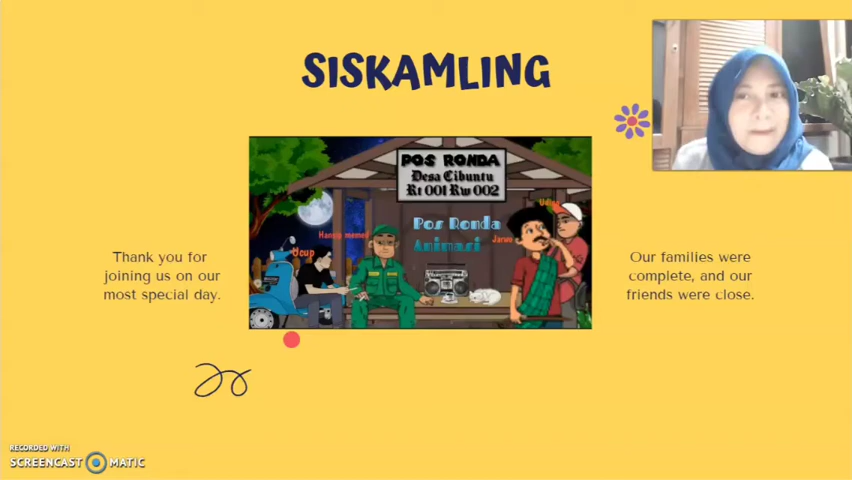 SISKAMLING
POS RONDA
Desa Cibuntu
Rt 001 Rw 002
Pos Ronda
Animasi
Ucup
Jarwo
Thank you for
joining us on our
most special day.
Our families were
complete, and our
friends were close.
RECORDED WITH
SCREENCAST MATIC